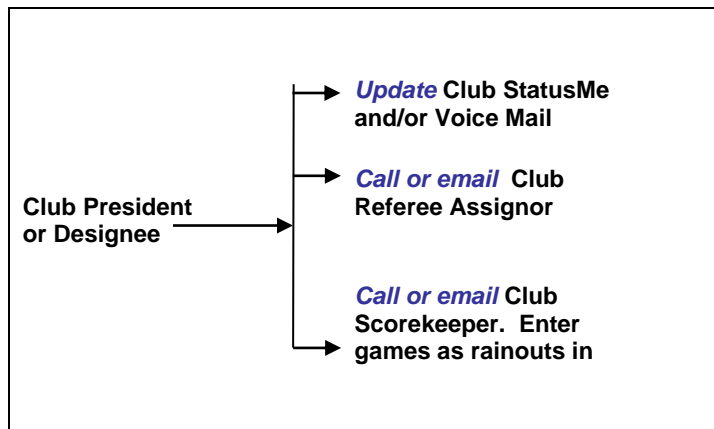 Update Club StatusMe
and/or Voice Mail
Call or email Club
Referee Assignor
Club President
or Designee
Call or email Club
Scorekeeper. Enter
games as rainouts in